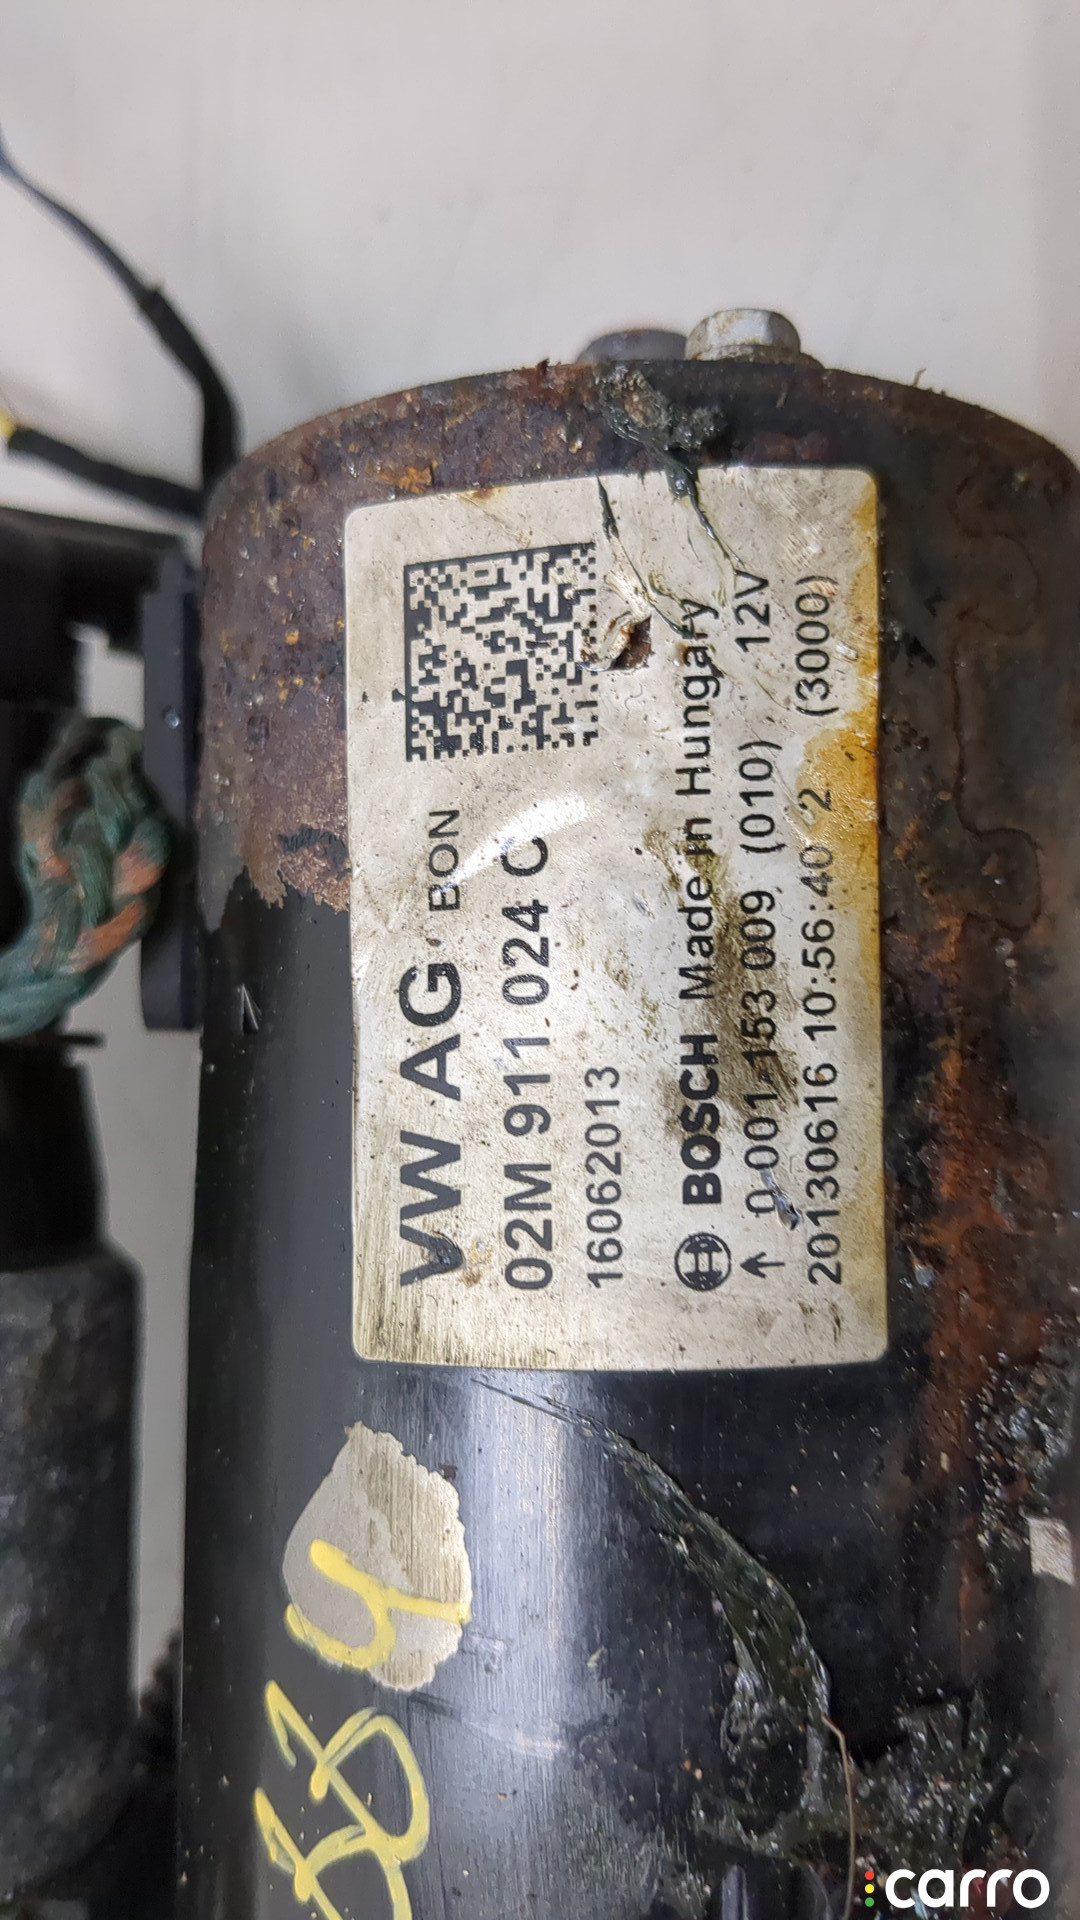 VW AG BON
02M 911 024 C
16062013
BOSCH Made in Hungary
0 001 153 009 (010) 12V
20130616 10:56:40 2 (3000)
carro